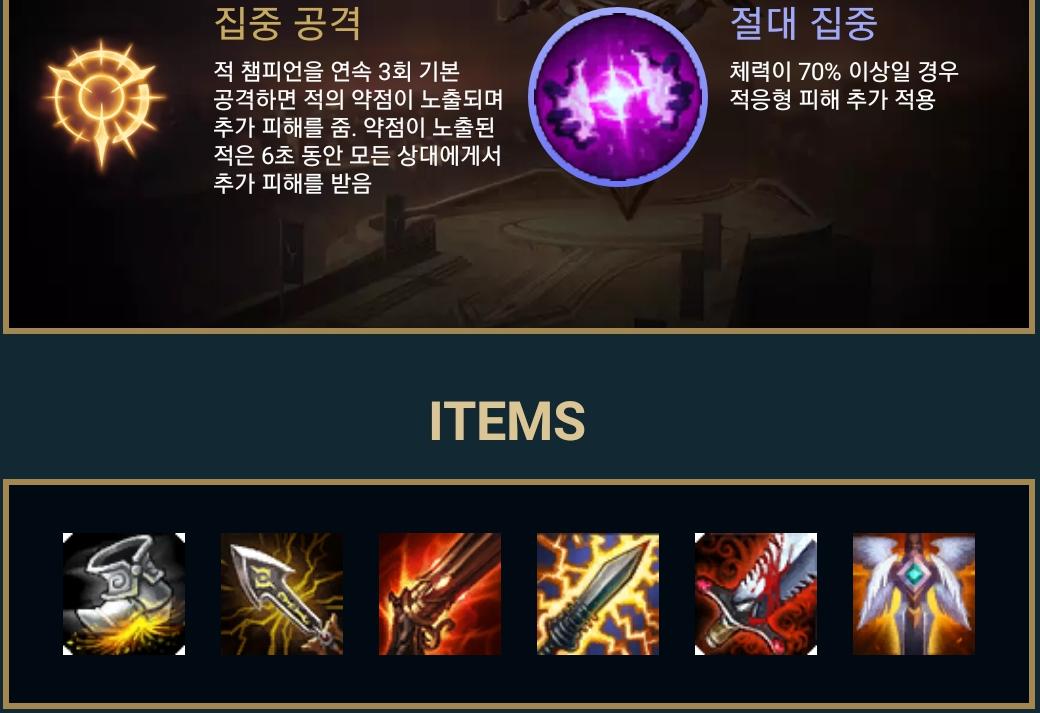 집중 공격
적 챔피언을 연속 3회 기본
공격하면 적의 약점이 노출되며
추가 피해를 줌. 약점이 노출된
적은 6초 동안 모든 상대에게서
추가 피해를 받음
절대 집중
체력이 70% 이상일 경우
적응형 피해 추가 적용
ITEMS